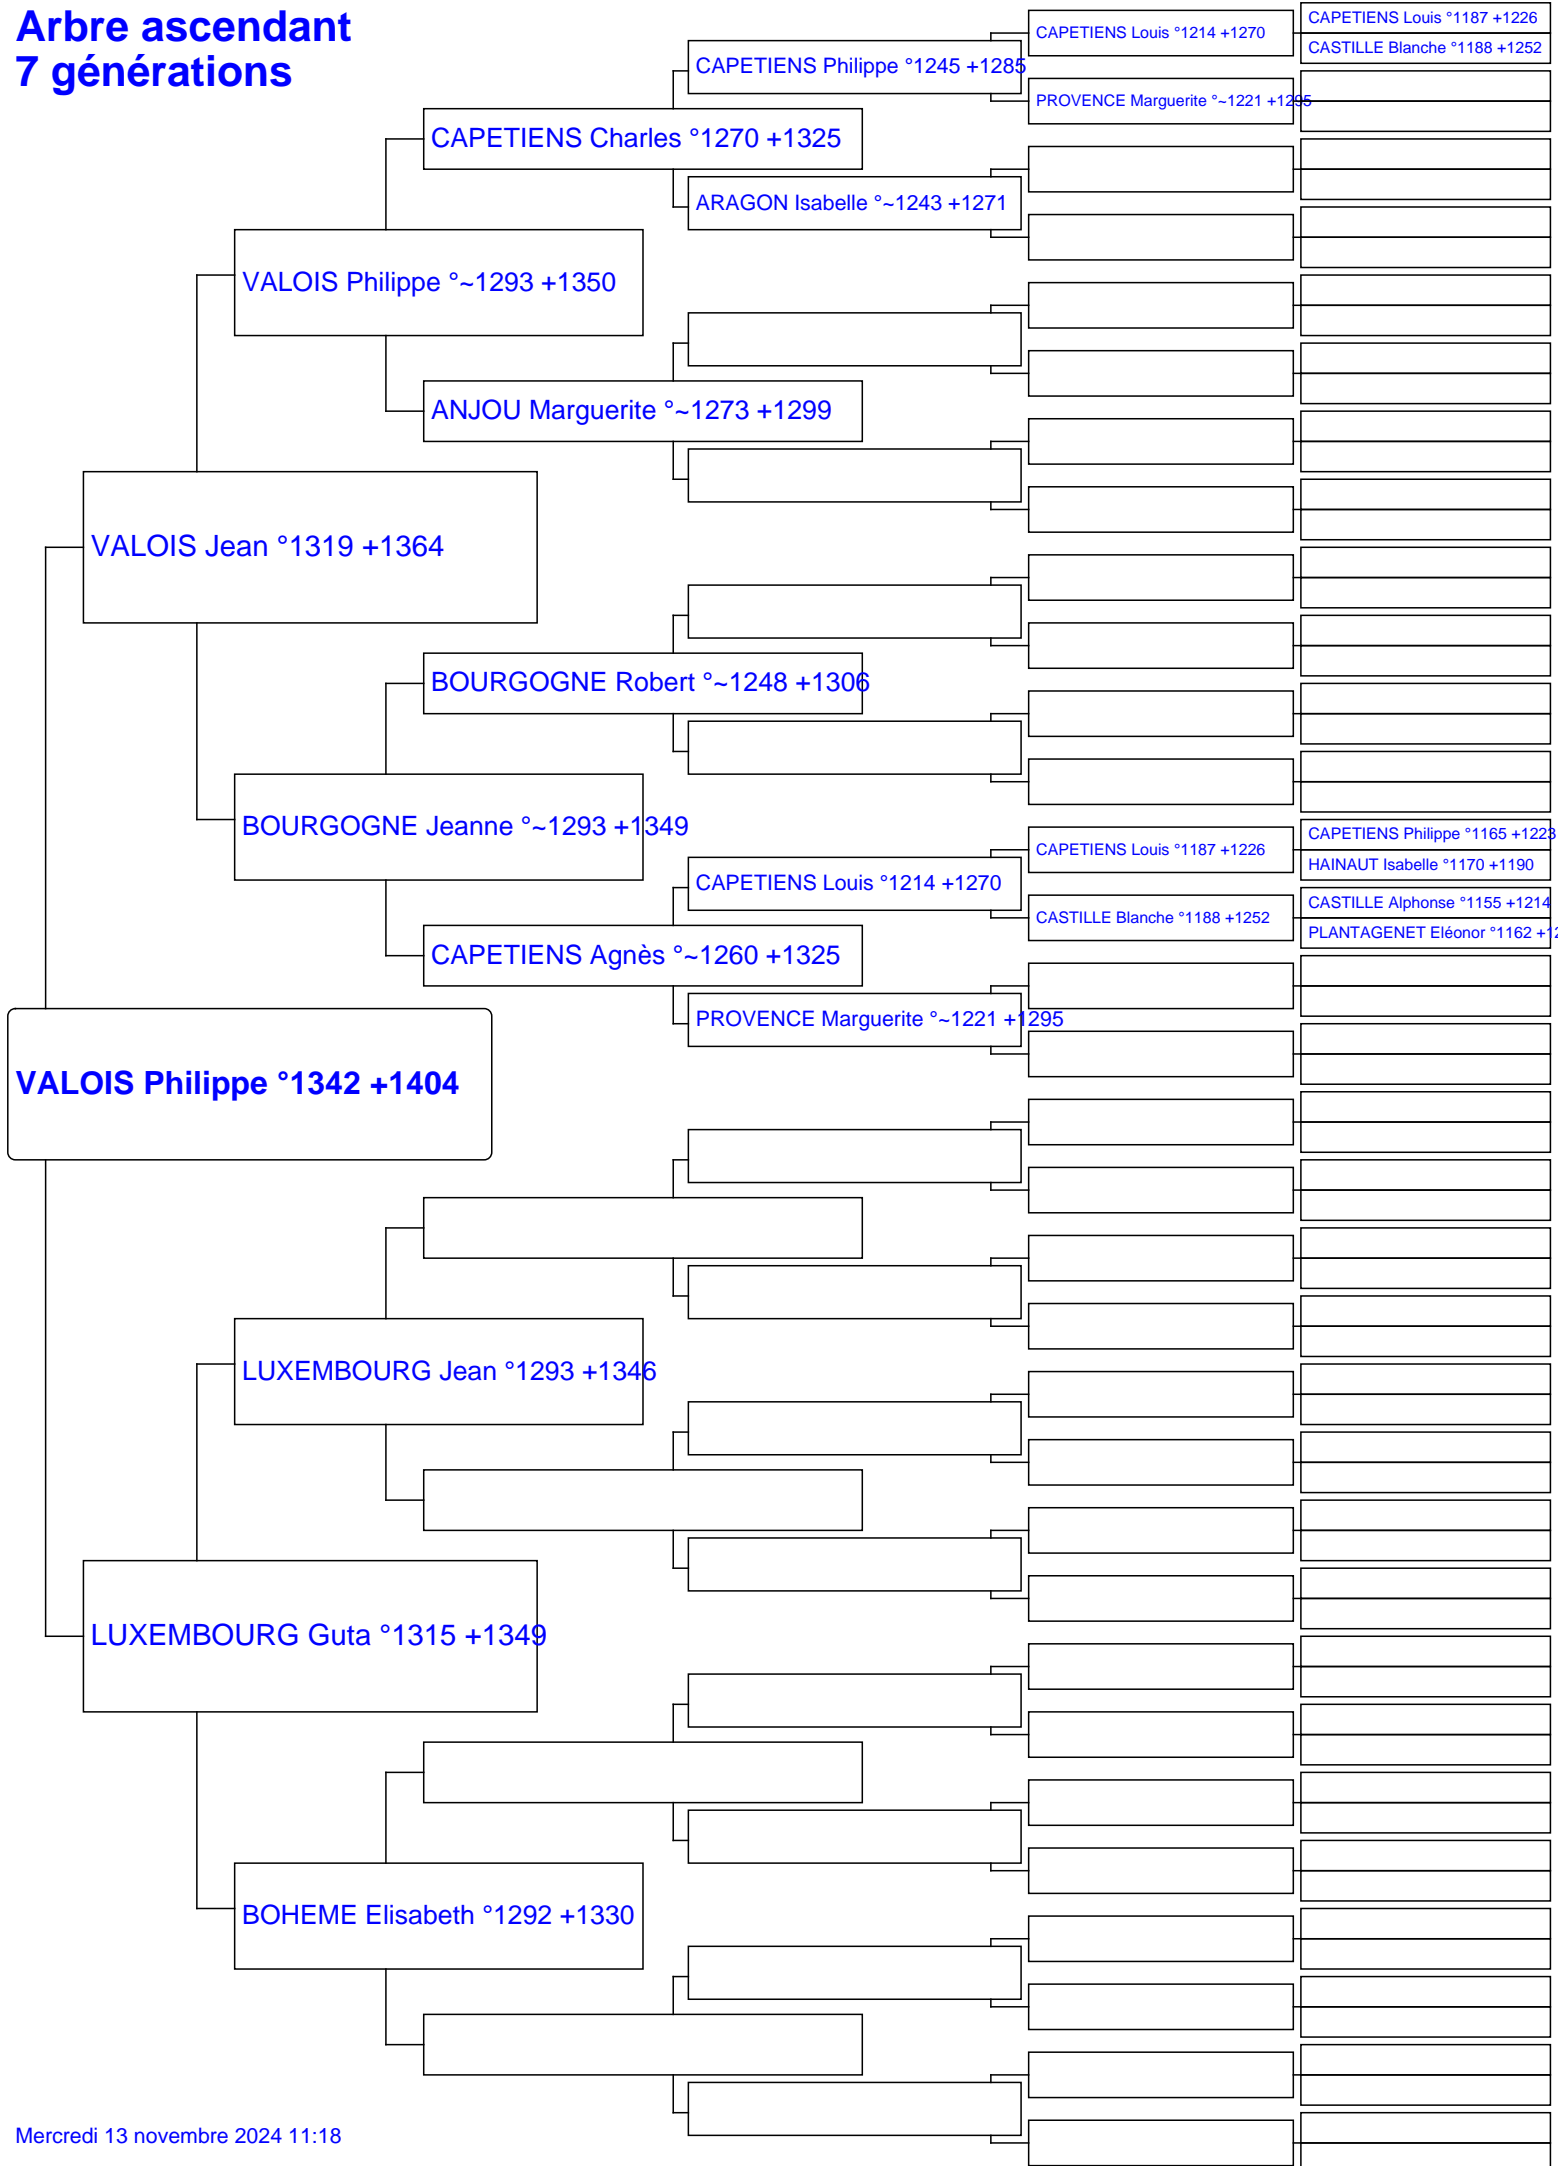 Arbre ascendant
7 générations
CAPETIENS Louis °1187 +1226
CAPETIENS Louis °1214 +1270
CASTILLE Blanche °1188 +1252
CAPETIENS Philippe °1245 +1285
PROVENCE Marguerite °~1221 +1295
CAPETIENS Charles °1270 +1325
ARAGON Isabelle °~1243 +1271
VALOIS Philippe °~1293 +1350
ANJOU Marguerite °~1273 +1299
VALOIS Jean °1319 +1364
BOURGOGNE Robert °~1248 +1306
BOURGOGNE Jeanne °~1293 +1349
CAPETIENS Philippe °1165 +1223
CAPETIENS Louis °1187 +1226
HAINAUT Isabelle °1170 +1190
CAPETIENS Louis °1214 +1270
CASTILLE Alphonse °1155 +1214
CASTILLE Blanche °1188 +1252
PLANTAGENET Eléonor °1162
CAPETIENS Agnès °~1260 +1325
PROVENCE Marguerite °~1221 +1295
VALOIS Philippe °1342 +1404
LUXEMBOURG Jean °1293 +1346
LUXEMBOURG Guta °1315 +1349
BOHEME Elisabeth °1292 +1330
Mercredi 13 novembre 2024 11:18